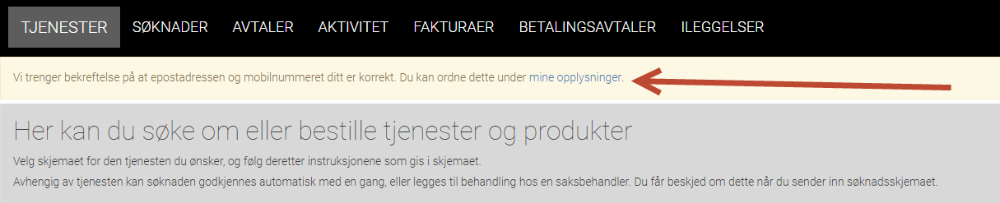 TJENESTER SØKNADER AVTALER AKTIVITET FAKTURAER BETALINGSAVTALER ILEGGELSER
Vi trenger bekreftelse på at epostadressen og mobilnummeret ditt er korrekt. Du kan ordne dette under mine opplysninger.
Her kan du søke om eller bestille tjenester og produkter
Velg skjemaet for den tjenesten du ønsker, og følg deretter instruksjonene som gis i skjemaet.
Avhengig av tjenesten kan søknaden godkjennes automatisk med en gang, eller legges til behandling hos en saksbehandler. Du får beskjed om dette når du sender inn søknadsskjemaet.